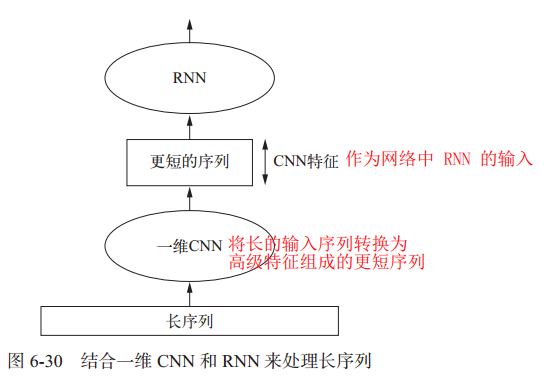 RNN
更短的序列
CNN特征 作为网络中 RNN 的输入
一维CNN 将长的输入序列转换为
高级特征组成的更短序列
长序列
图 6-30 结合一维 CNN 和 RNN 来处理长序列